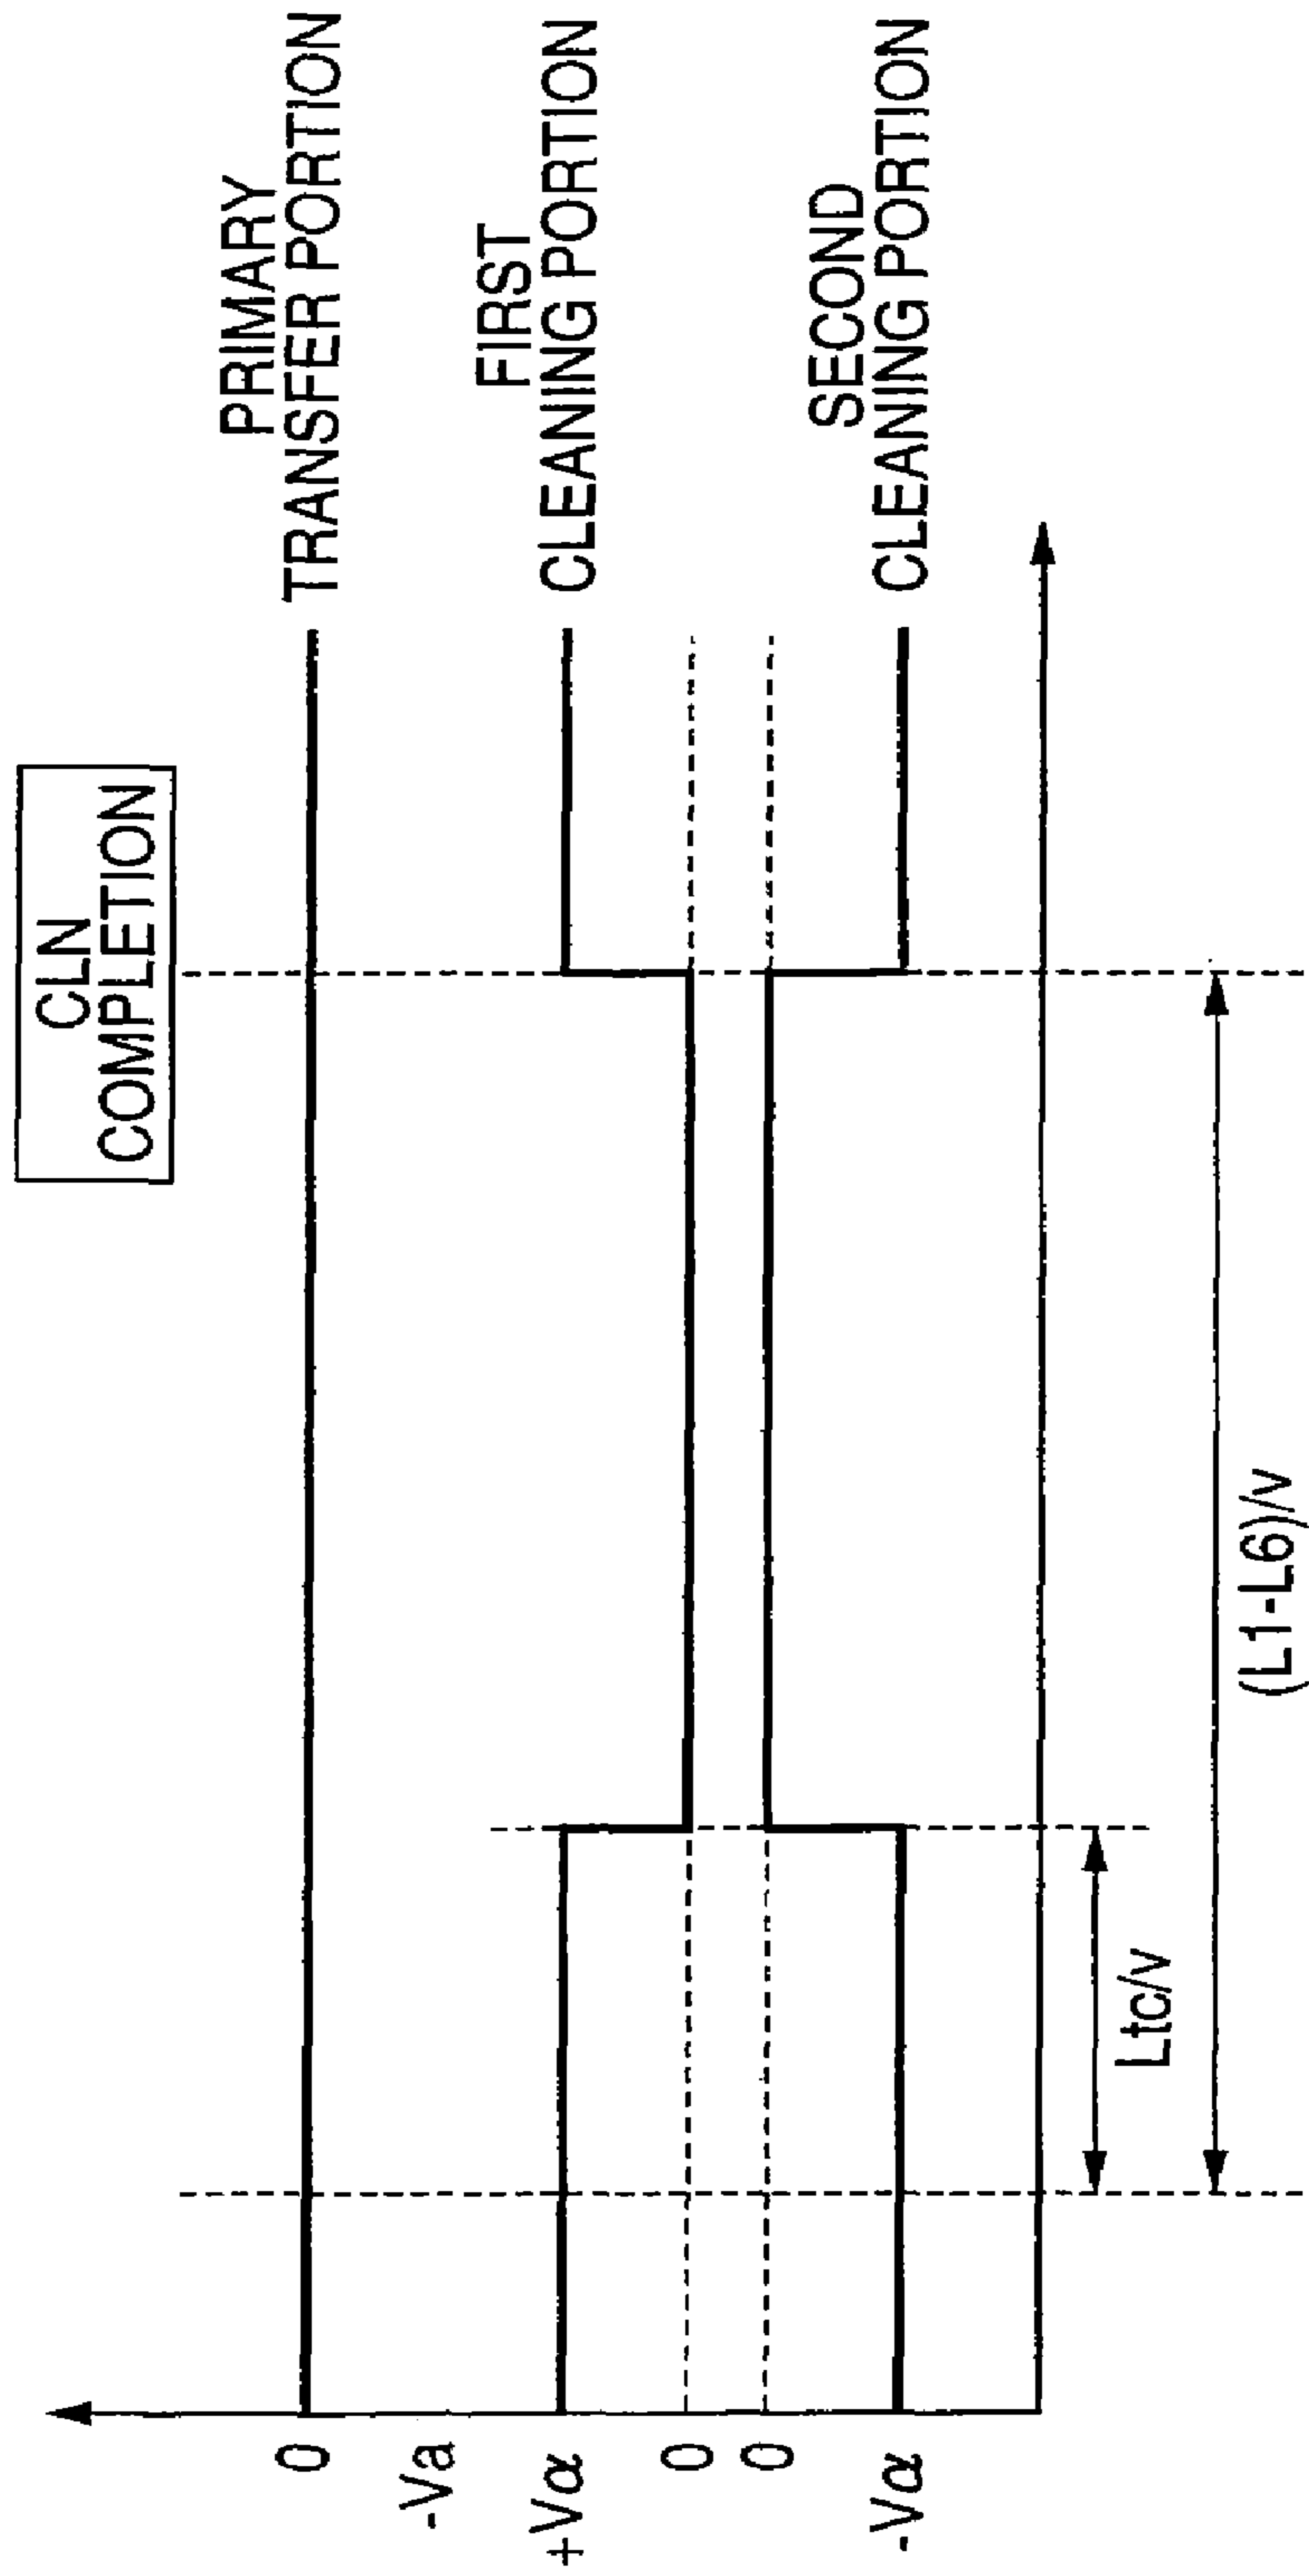 CLN
COMPLETION
0
-Va
+Vα
0
0
-Vα
PRIMARY
TRANSFER PORTION
FIRST
CLEANING PORTION
SECOND
CLEANING PORTION
Ltc/v
(L1-L6)/v